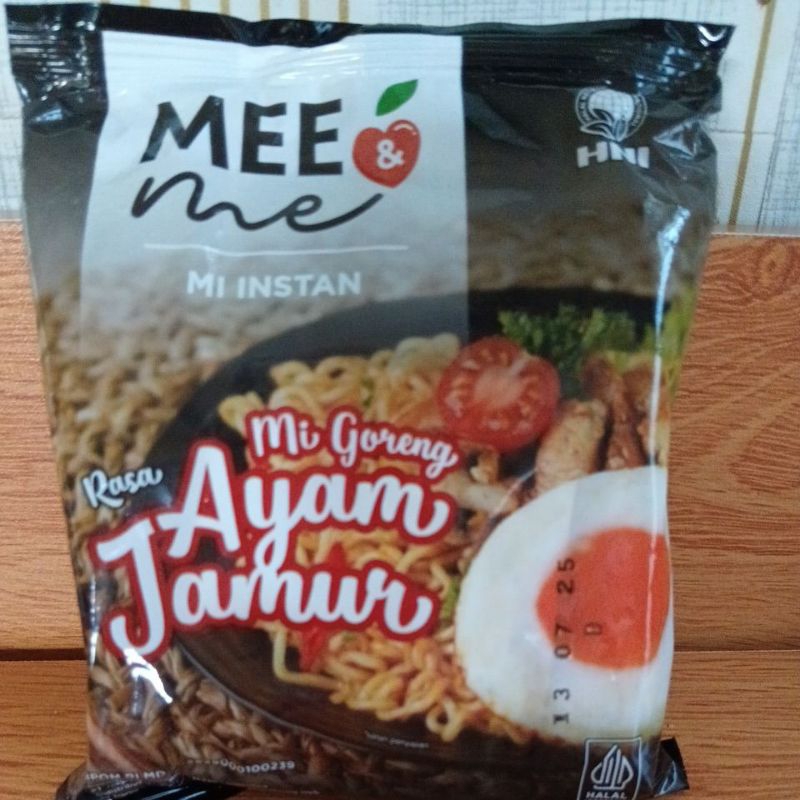 MEE &
me
HNI
MI INSTAN
Mi Goreng
Rasa
Ayam
Jamur
13 07 25
HALAL